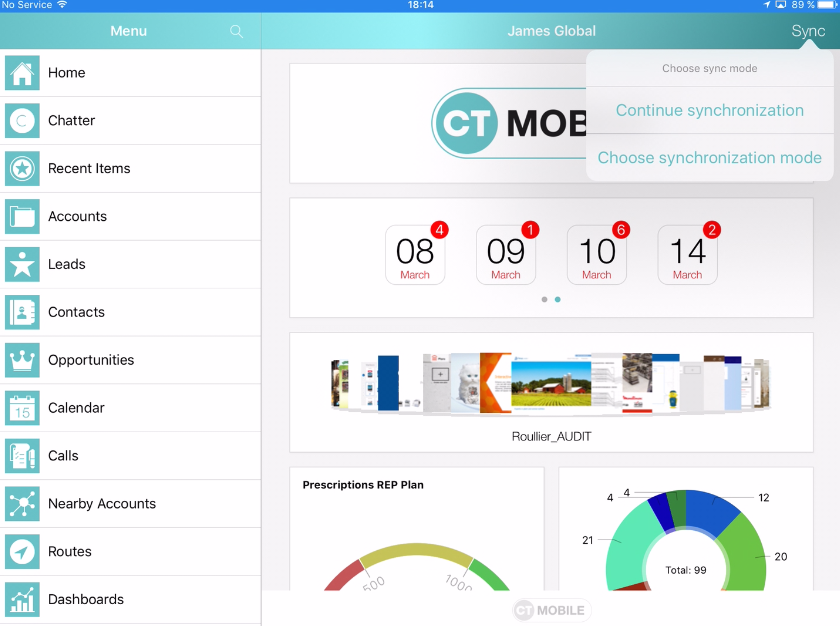 No Service
18:14
89 %
Menu
James Global
Sync
Choose sync mode
Continue synchronization
Choose synchronization mode
Home
Chatter
Recent Items
Accounts
Leads
Contacts
Opportunities
Calendar
15
Calls
Nearby Accounts
Routes
Dashboards
CT MOB
08
March
4
09
March
1
10
March
6
14
March
2
Roullier_AUDIT
Prescriptions REP Plan
500
1000
4
4
12
21
20
Total: 99
CT MOBILE